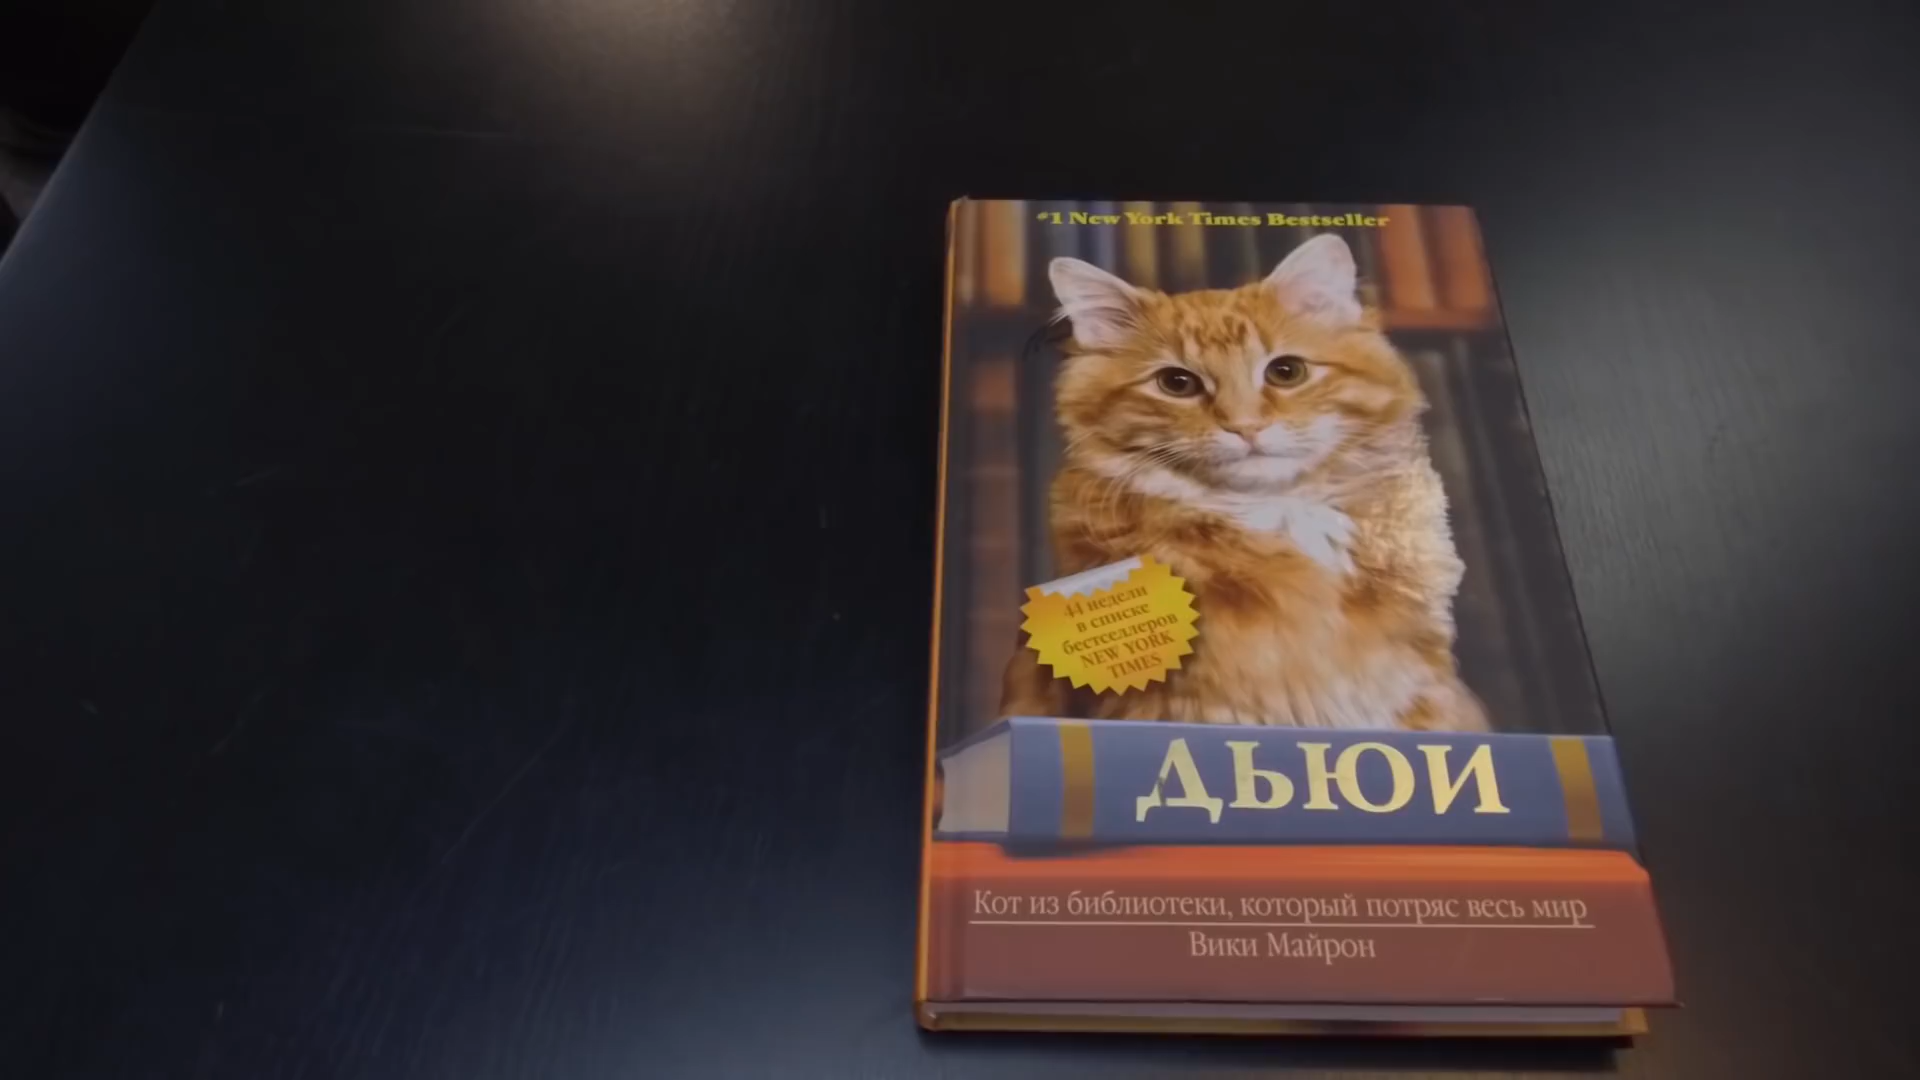 #1 New York Times Bestseller
44 недели
в списке
бестселлеров
NEW YORK
TIMES
ДЬЮИ
Кот из библиотеки, который потряс весь мир
Вики Майрон